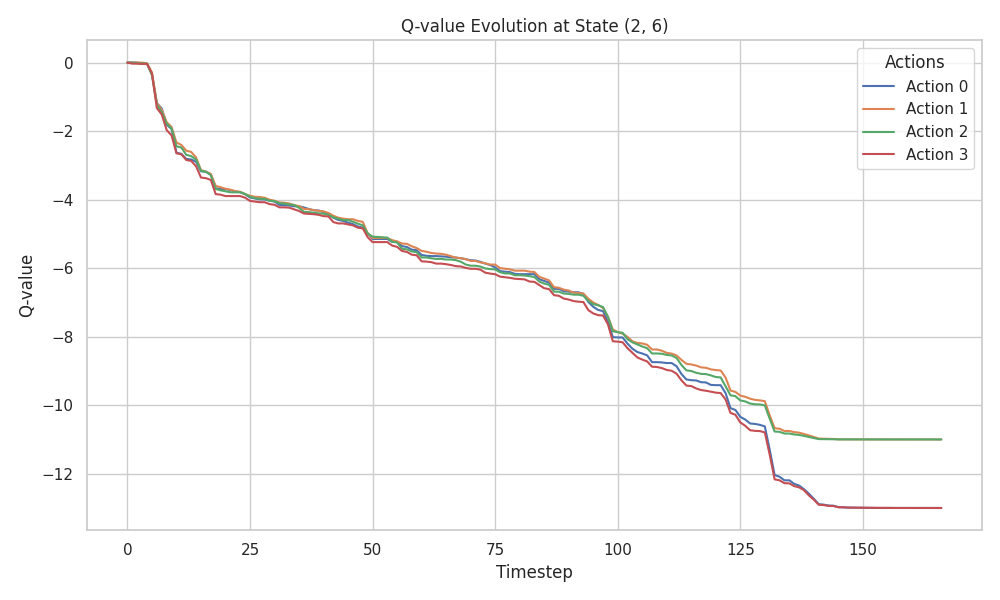 Q-value Evolution at State (2, 6)
Actions
Action 0
Action 1
Action 2
Action 3
Q-value
0
−2
−4
−6
−8
−10
−12
0 25 50 75 100 125 150
Timestep